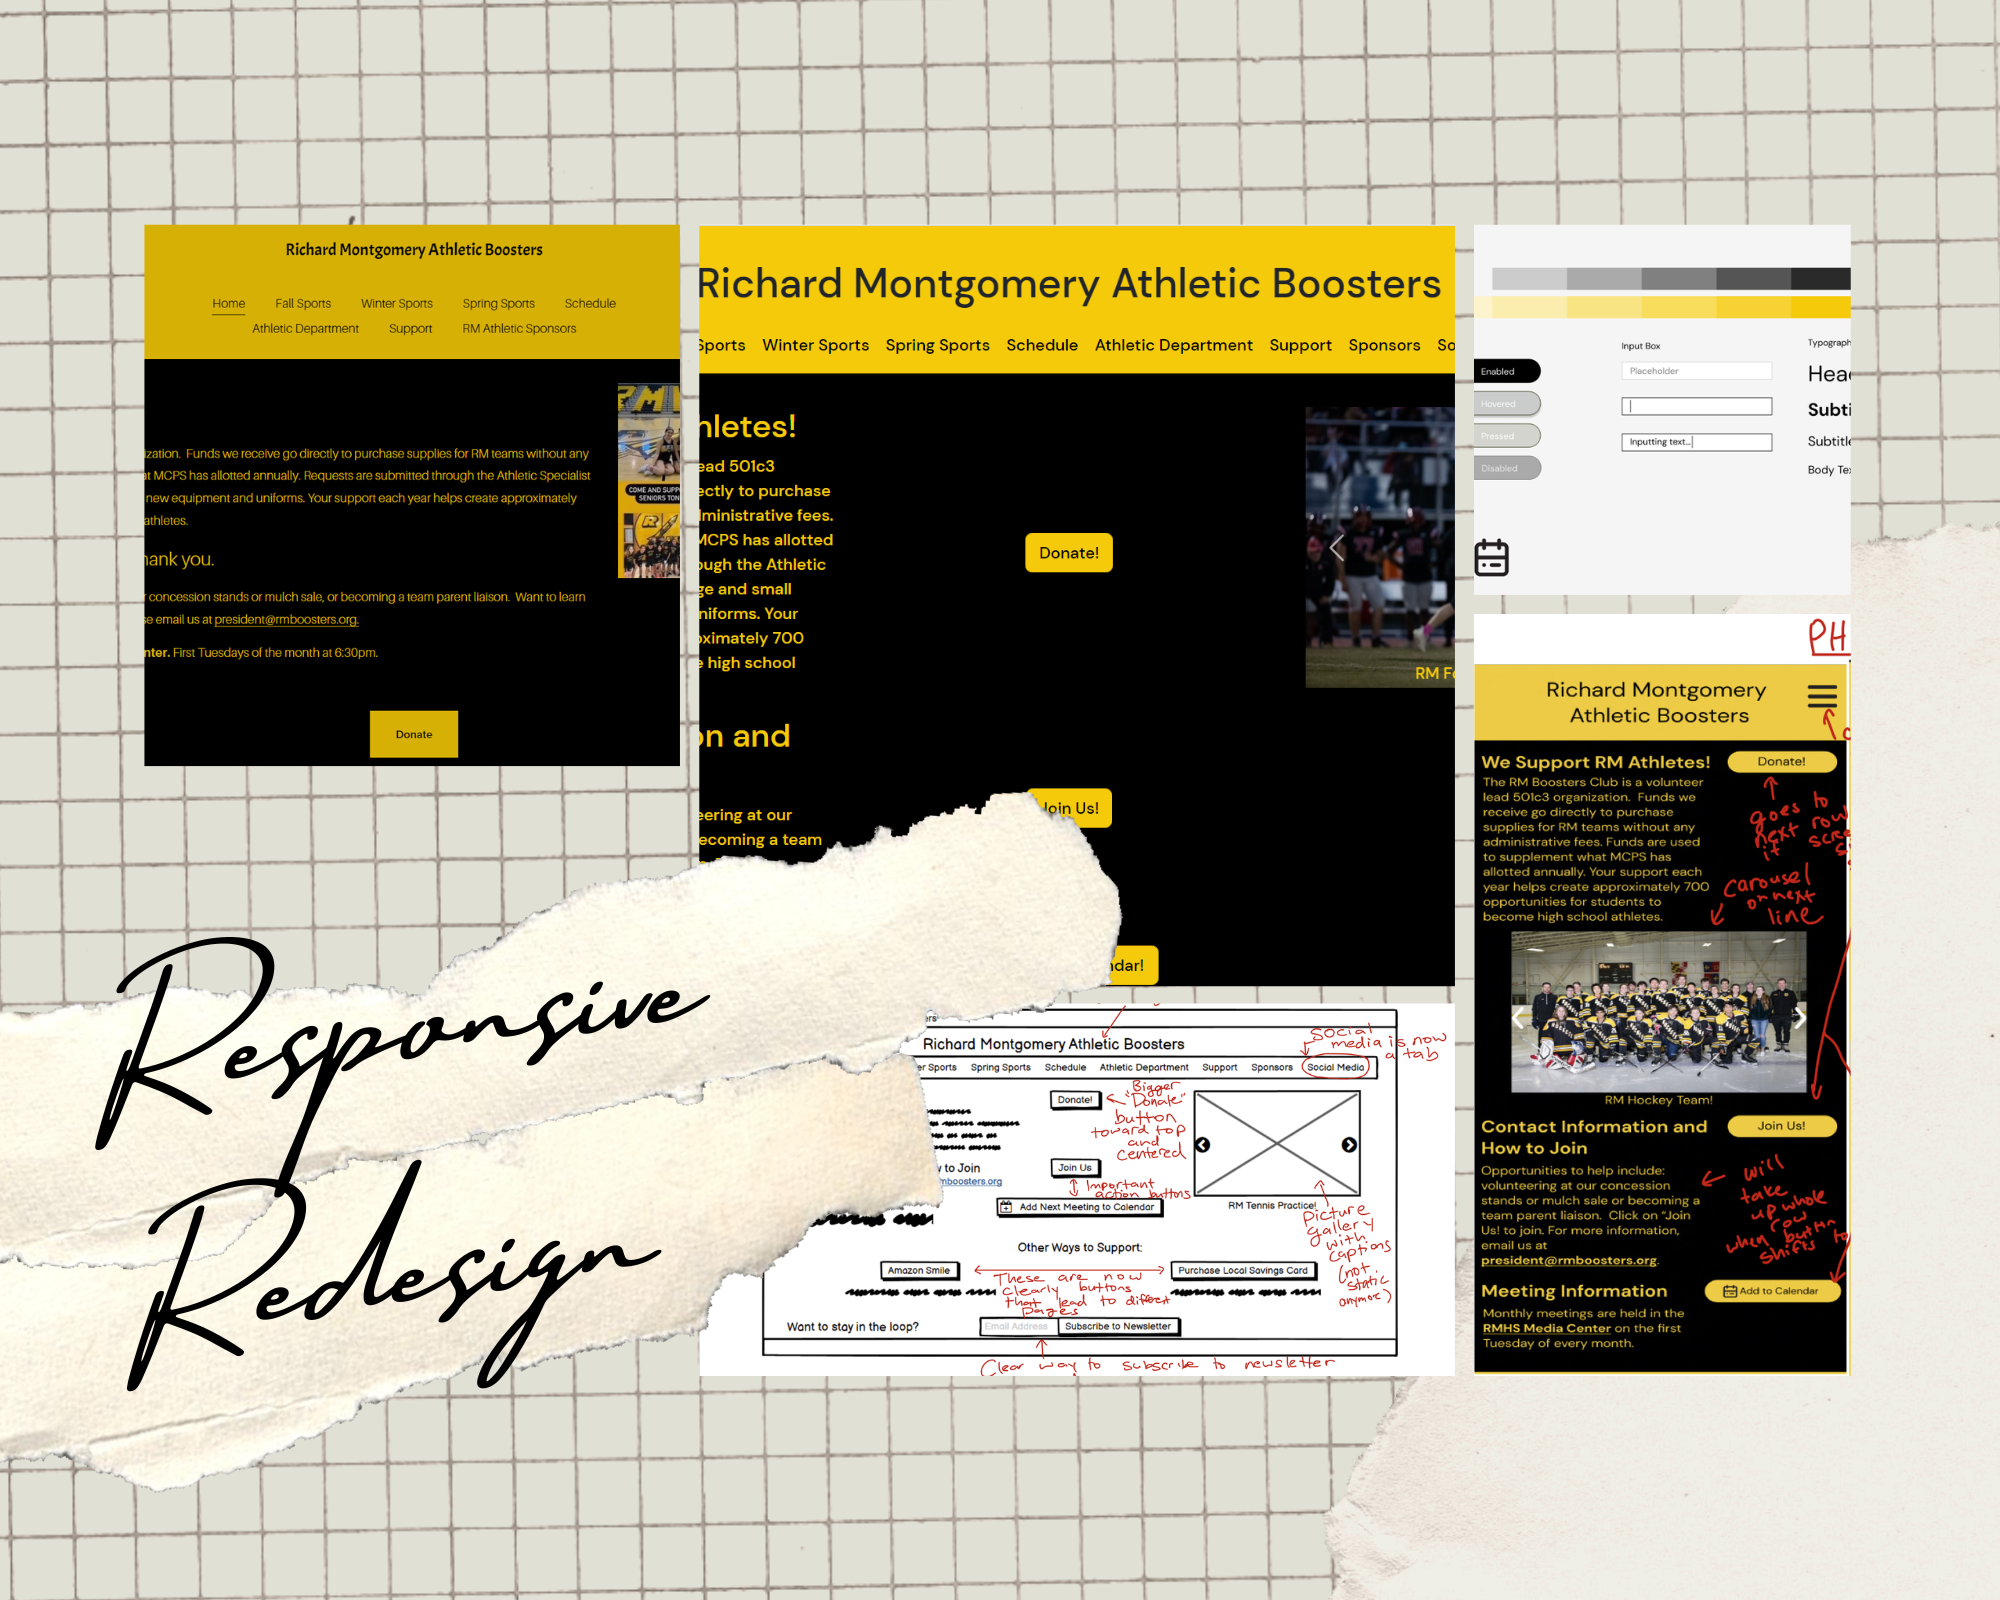 Richard Montgomery Athletic Boosters
Home Fall Sports Winter Sports Spring Sports Schedule
Athletic Department Support RM Athletic Sponsors
ization. Funds we receive go directly to purchase supplies for RM teams without any
at MCPS has allotted annually. Requests are submitted through the Athletic Specialist
new equipment and uniforms. Your support each year helps create approximately
athletes.
hank you.
concession stands or mulch sale, or becoming a team parent liaison. Want to learn
se email us at president@rmboosters.org.
nter. First Tuesdays of the month at 6:30pm.
Donate
COME AND SUPP
SENIORS TON
Richard Montgomery Athletic Boosters
Sports Winter Sports Spring Sports Schedule Athletic Department Support Sponsors So
hletes!
ead 501c3
ectly to purchase
dministrative fees.
MCPS has allotted
ough the Athletic
ge and small
niforms. Your
oximately 700
e high school
Donate!
RM Fo
on and
eering at our
ecoming a team
Join Us!
ndar!
Enabled
Hovered
Pressed
Disabled
Input Box
Placeholder
Inputting text...
Typograph
Head
Subti
Subtitle
Body Te
PH
Richard Montgomery
Athletic Boosters
We Support RM Athletes!
Donate!
The RM Boosters Club is a volunteer
lead 501c3 organization. Funds we
receive go directly to purchase
supplies for RM teams without any
administrative fees. Funds are used
to supplement what MCPS has
allotted annually. Your support each
year helps create approximately 700
opportunities for students to
become high school athletes.
goes to
next row
it scre
carousel
on next
line
RM Hockey Team!
Contact Information and
How to Join
Join Us!
Opportunities to help include:
volunteering at our concession
stands or mulch sale or becoming a
team parent liaison. Click on "Join
Us! to join. For more information,
email us at
president@rmboosters.org.
will
take
up whole
row
when button
shifts to
Meeting Information
Add to Calendar
Monthly meetings are held in the
RMHS Media Center on the first
Tuesday of every month.
ers
Richard Montgomery Athletic Boosters
er Sports Spring Sports Schedule Athletic Department Support Sponsors Social Media
Social
media is now
a tab
Donate!
Bigger
"Donate"
button
toward top
and
centered
to Join
mboosters.org
Join Us
Important
action buttons
Add Next Meeting to Calendar
RM Tennis Practice!
Picture
gallery
with
captions
(not
static
anymore)
Other Ways to Support:
Amazon Smile
Purchase Local Savings Card
These are now
clearly buttons
that lead to different
pages
Want to stay in the loop?
Email Address
Subscribe to Newsletter
Clear way to subscribe to newsletter
Responsive
Redesign